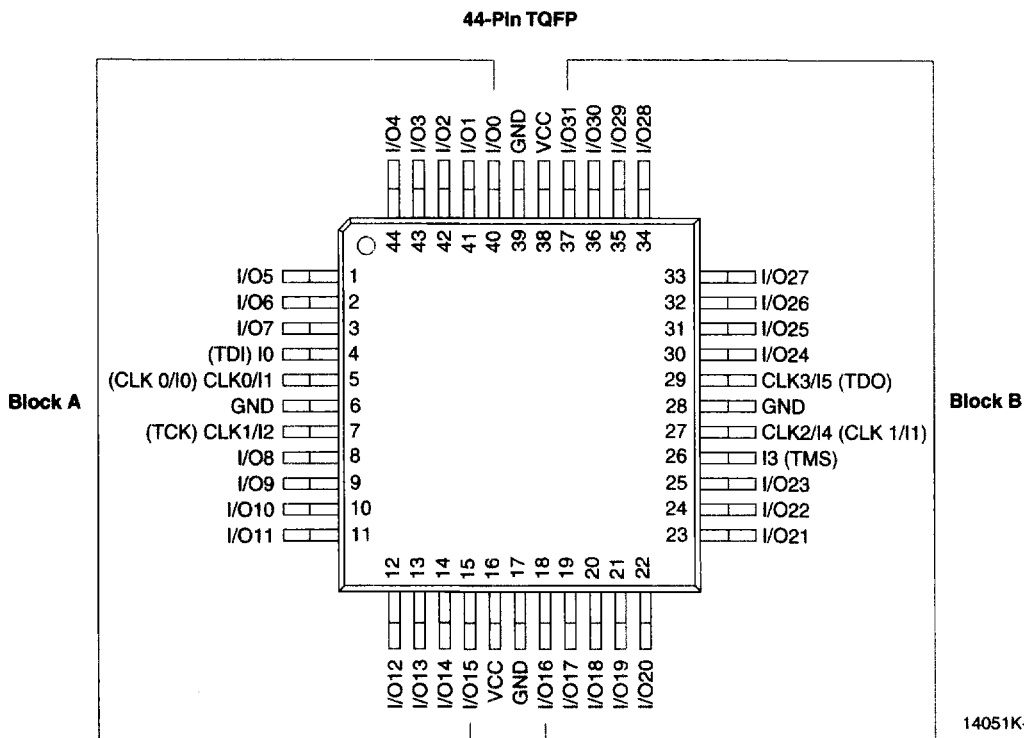 44-Pin TQFP
I/O4
I/O3
I/O2
I/O1
I/O0
GND
VCC
I/O31
I/O30
I/O29
I/O28
44
43
42
41
40
39
38
37
36
35
34
I/O5 1
I/O6 2
I/O7 3
(TDI) I0 4
(CLK 0/I0) CLK0/I1 5
GND 6
(TCK) CLK1/I2 7
I/O8 8
I/O9 9
I/O10 10
I/O11 11
Block A
33 I/O27
32 I/O26
31 I/O25
30 I/O24
29 CLK3/I5 (TDO)
28 GND
27 CLK2/I4 (CLK 1/I1)
26 I3 (TMS)
25 I/O23
24 I/O22
23 I/O21
Block B
12
13
14
15
16
17
18
19
20
21
22
I/O12
I/O13
I/O14
I/O15
VCC
GND
I/O16
I/O17
I/O18
I/O19
I/O20
14051K-